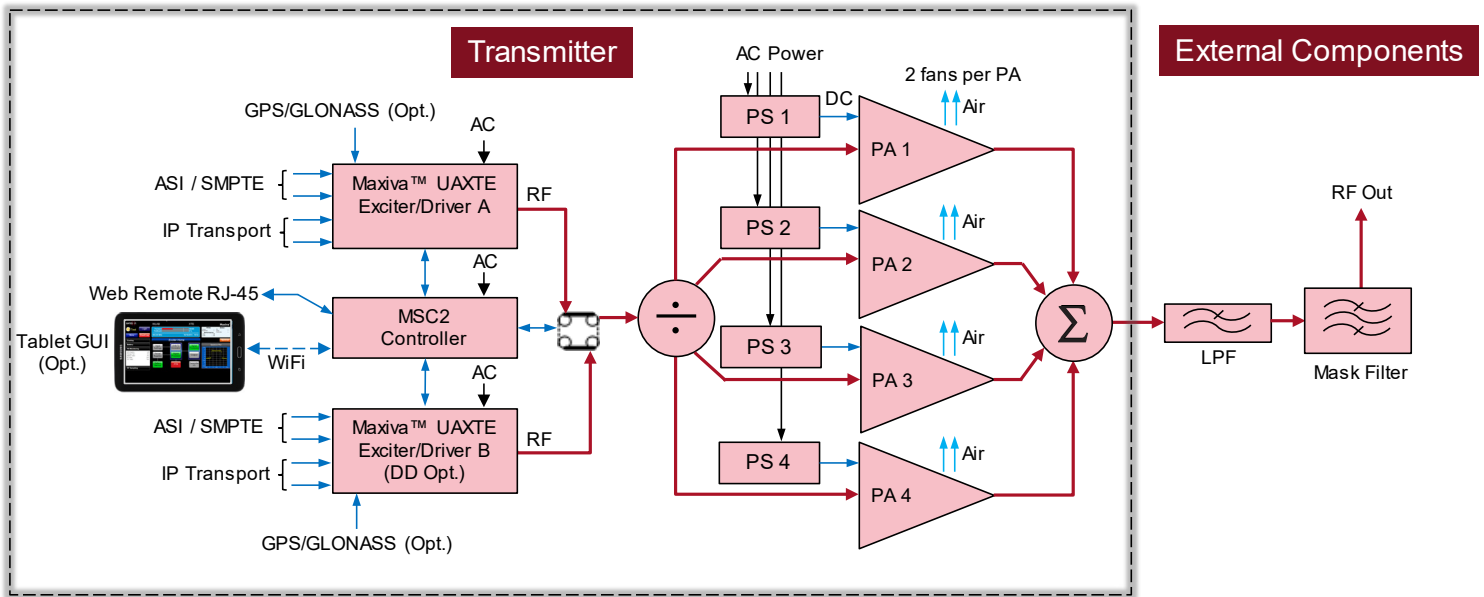 Transmitter
External Components
AC Power
2 fans per PA
GPS/GLONASS (Opt.)
AC
PS 1
DC
Air
PA 1
ASI / SMPTE
Maxiva™ UAXTE
Exciter/Driver A
RF
IP Transport
RF Out
PS 2
Air
PA 2
AC
Web Remote RJ-45
MSC2
Controller
Tablet GUI
(Opt.)
WiFi
÷
Σ
PS 3
Air
PA 3
LPF
Mask Filter
AC
ASI / SMPTE
Maxiva™ UAXTE
Exciter/Driver B
(DD Opt.)
RF
IP Transport
PS 4
Air
PA 4
GPS/GLONASS (Opt.)